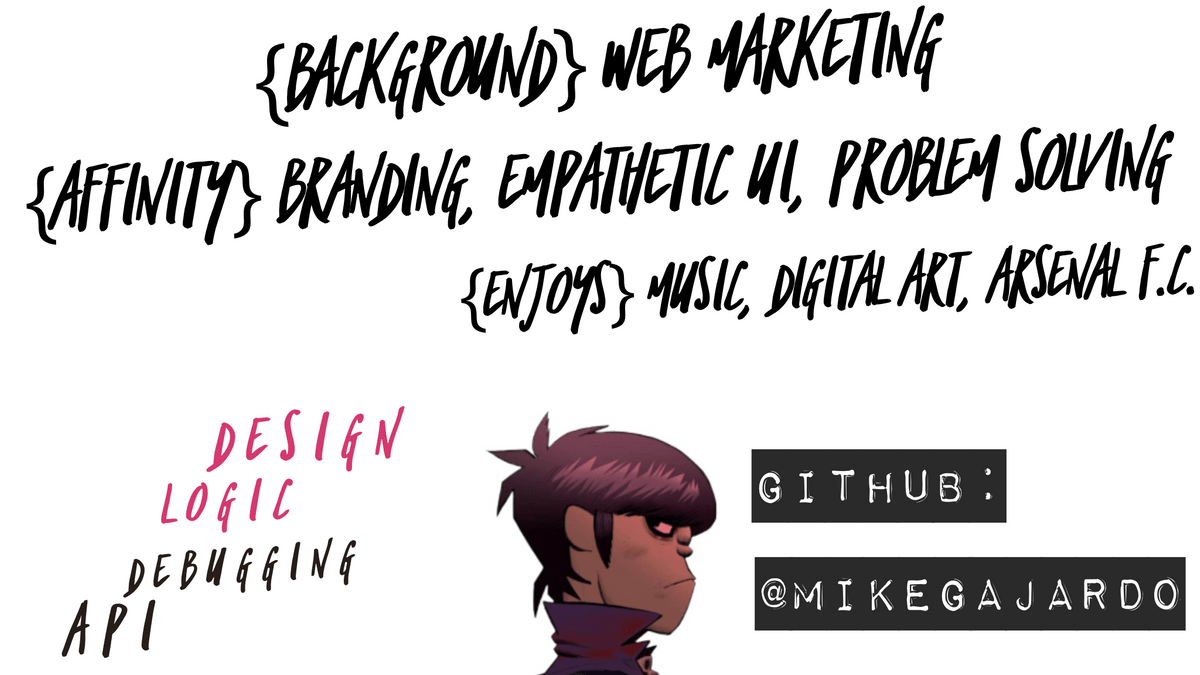 {BACKGROUND} WEB MARKETING
{AFFINITY} BRANDING, EMPATHETIC UI, PROBLEM SOLVING
{ENJOYS} MUSIC, DIGITAL ART, ARSENAL F.C.
DESIGN
LOGIC
DEBUGGING
API
GITHUB:
@MIKEGAJARDO